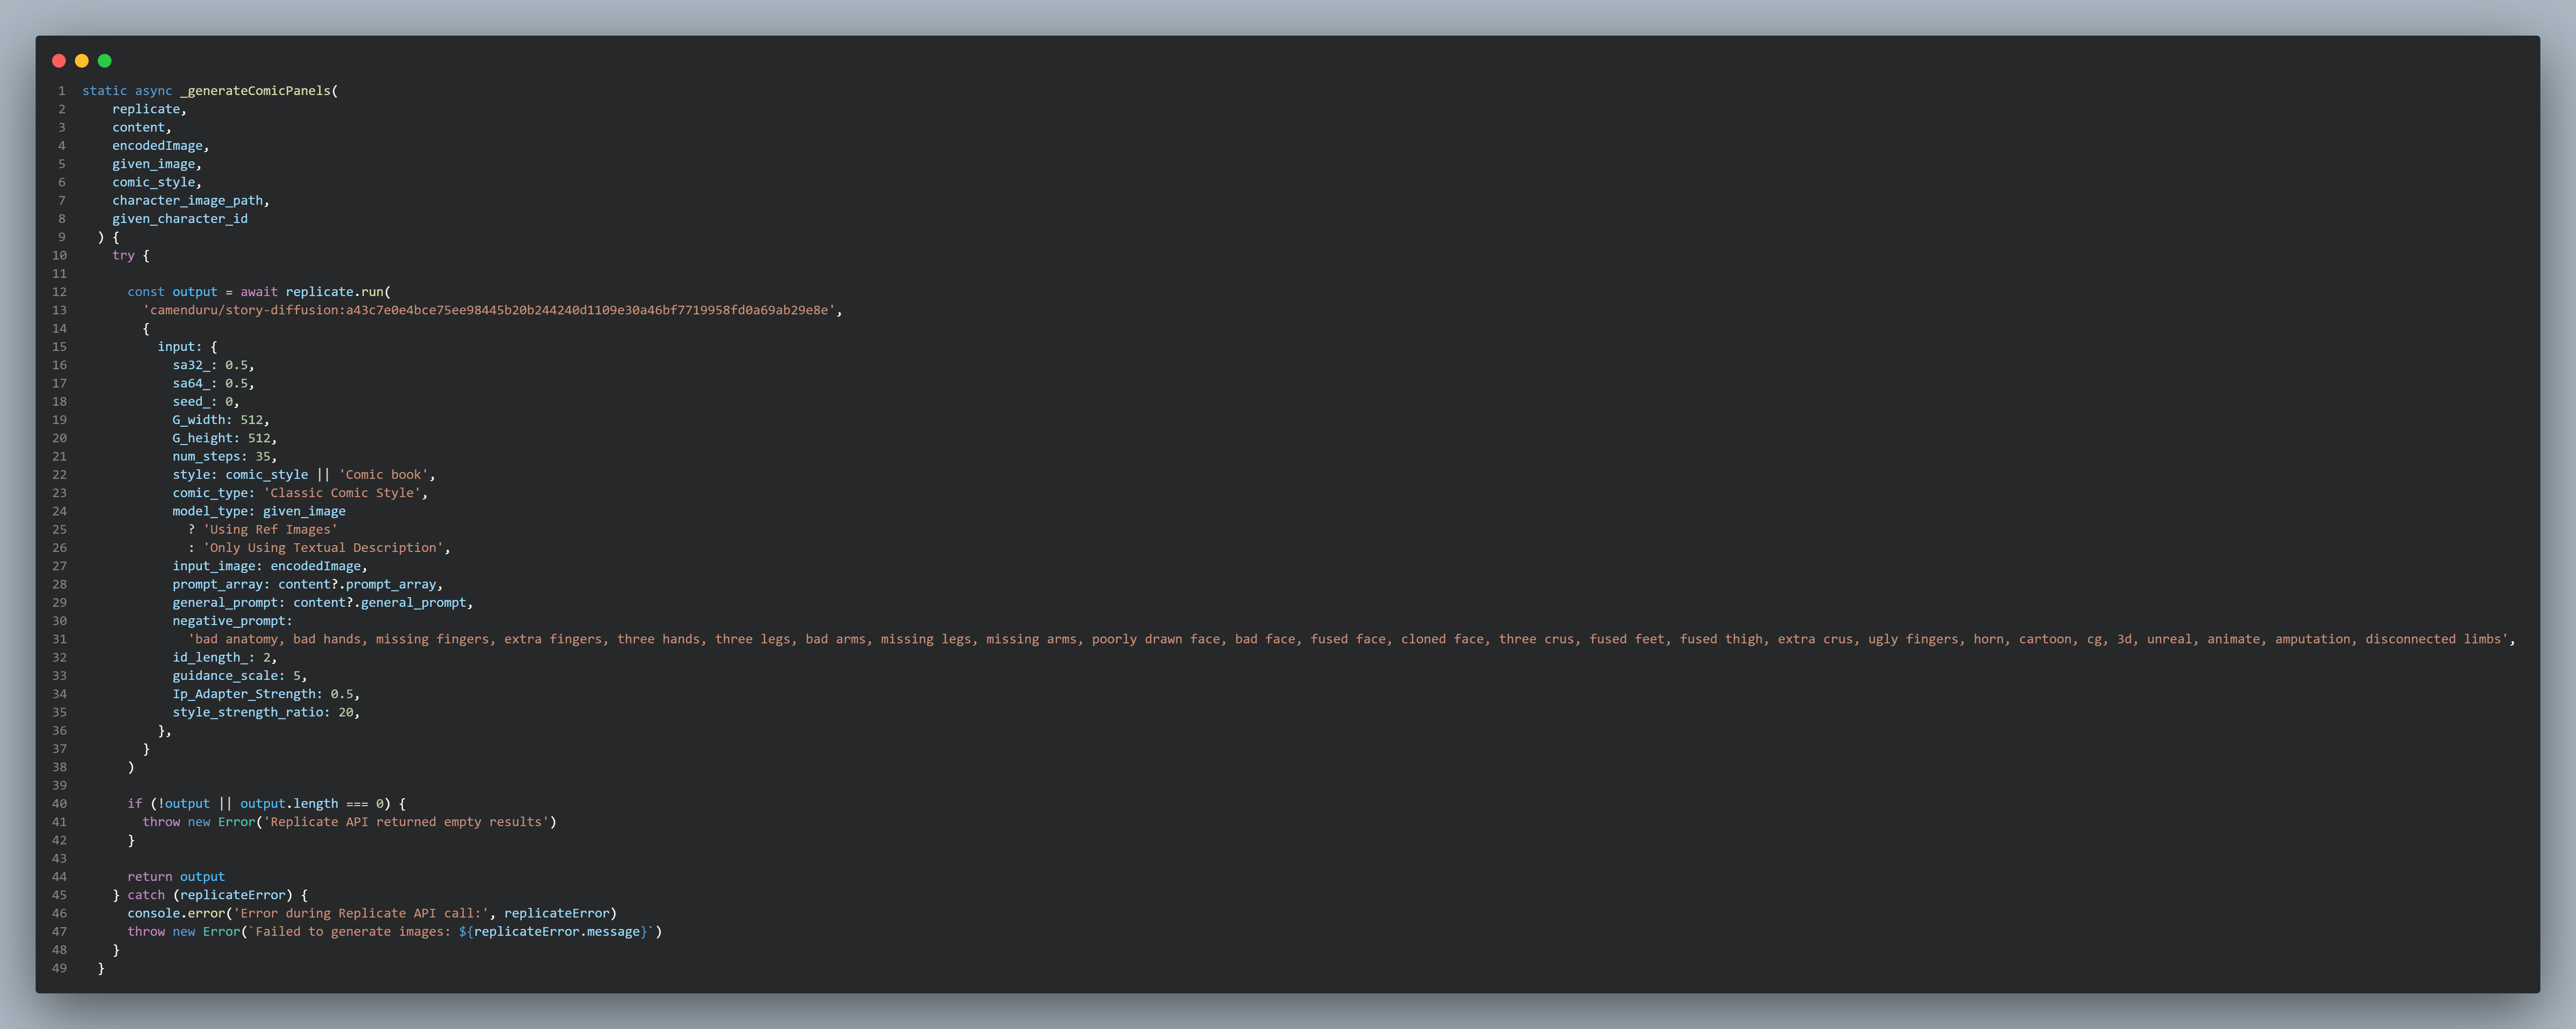 1 static async _generateComicPanels(
2 replicate,
3 content,
4 encodedImage,
5 given_image,
6 comic_style,
7 character_image_path,
8 given_character_id
9 ) {
10 try {
11
12 const output = await replicate.run(
13 'camenduru/story-diffusion:a43c7e0e4bce75ee98445b20b244240d1109e30a46bf7719958fd0a69ab29e8e',
14 {
15 input: {
16 sa32_: 0.5,
17 sa64_: 0.5,
18 seed_: 0,
19 G_width: 512,
20 G_height: 512,
21 num_steps: 35,
22 style: comic_style || 'Comic book',
23 comic_type: 'Classic Comic Style',
24 model_type: given_image
25 ? 'Using Ref Images'
26 : 'Only Using Textual Description',
27 input_image: encodedImage,
28 prompt_array: content?.prompt_array,
29 general_prompt: content?.general_prompt,
30 negative_prompt:
31 'bad anatomy, bad hands, missing fingers, extra fingers, three hands, three legs, bad arms, missing legs, missing arms, poorly drawn face, bad face, fused face, cloned face, three crus, fused feet, fused thigh, extra crus, ugly fingers, horn, cartoon, cg, 3d, unreal, animate, amputation, disconnected limbs',
32 id_length_: 2,
33 guidance_scale: 5,
34 Ip_Adapter_Strength: 0.5,
35 style_strength_ratio: 20,
36 },
37 }
38 )
39
40 if (!output || output.length === 0) {
41 throw new Error('Replicate API returned empty results')
42 }
43
44 return output
45 } catch (replicateError) {
46 console.error('Error during Replicate API call:', replicateError)
47 throw new Error(`Failed to generate images: ${replicateError.message}`)
48 }
49 }